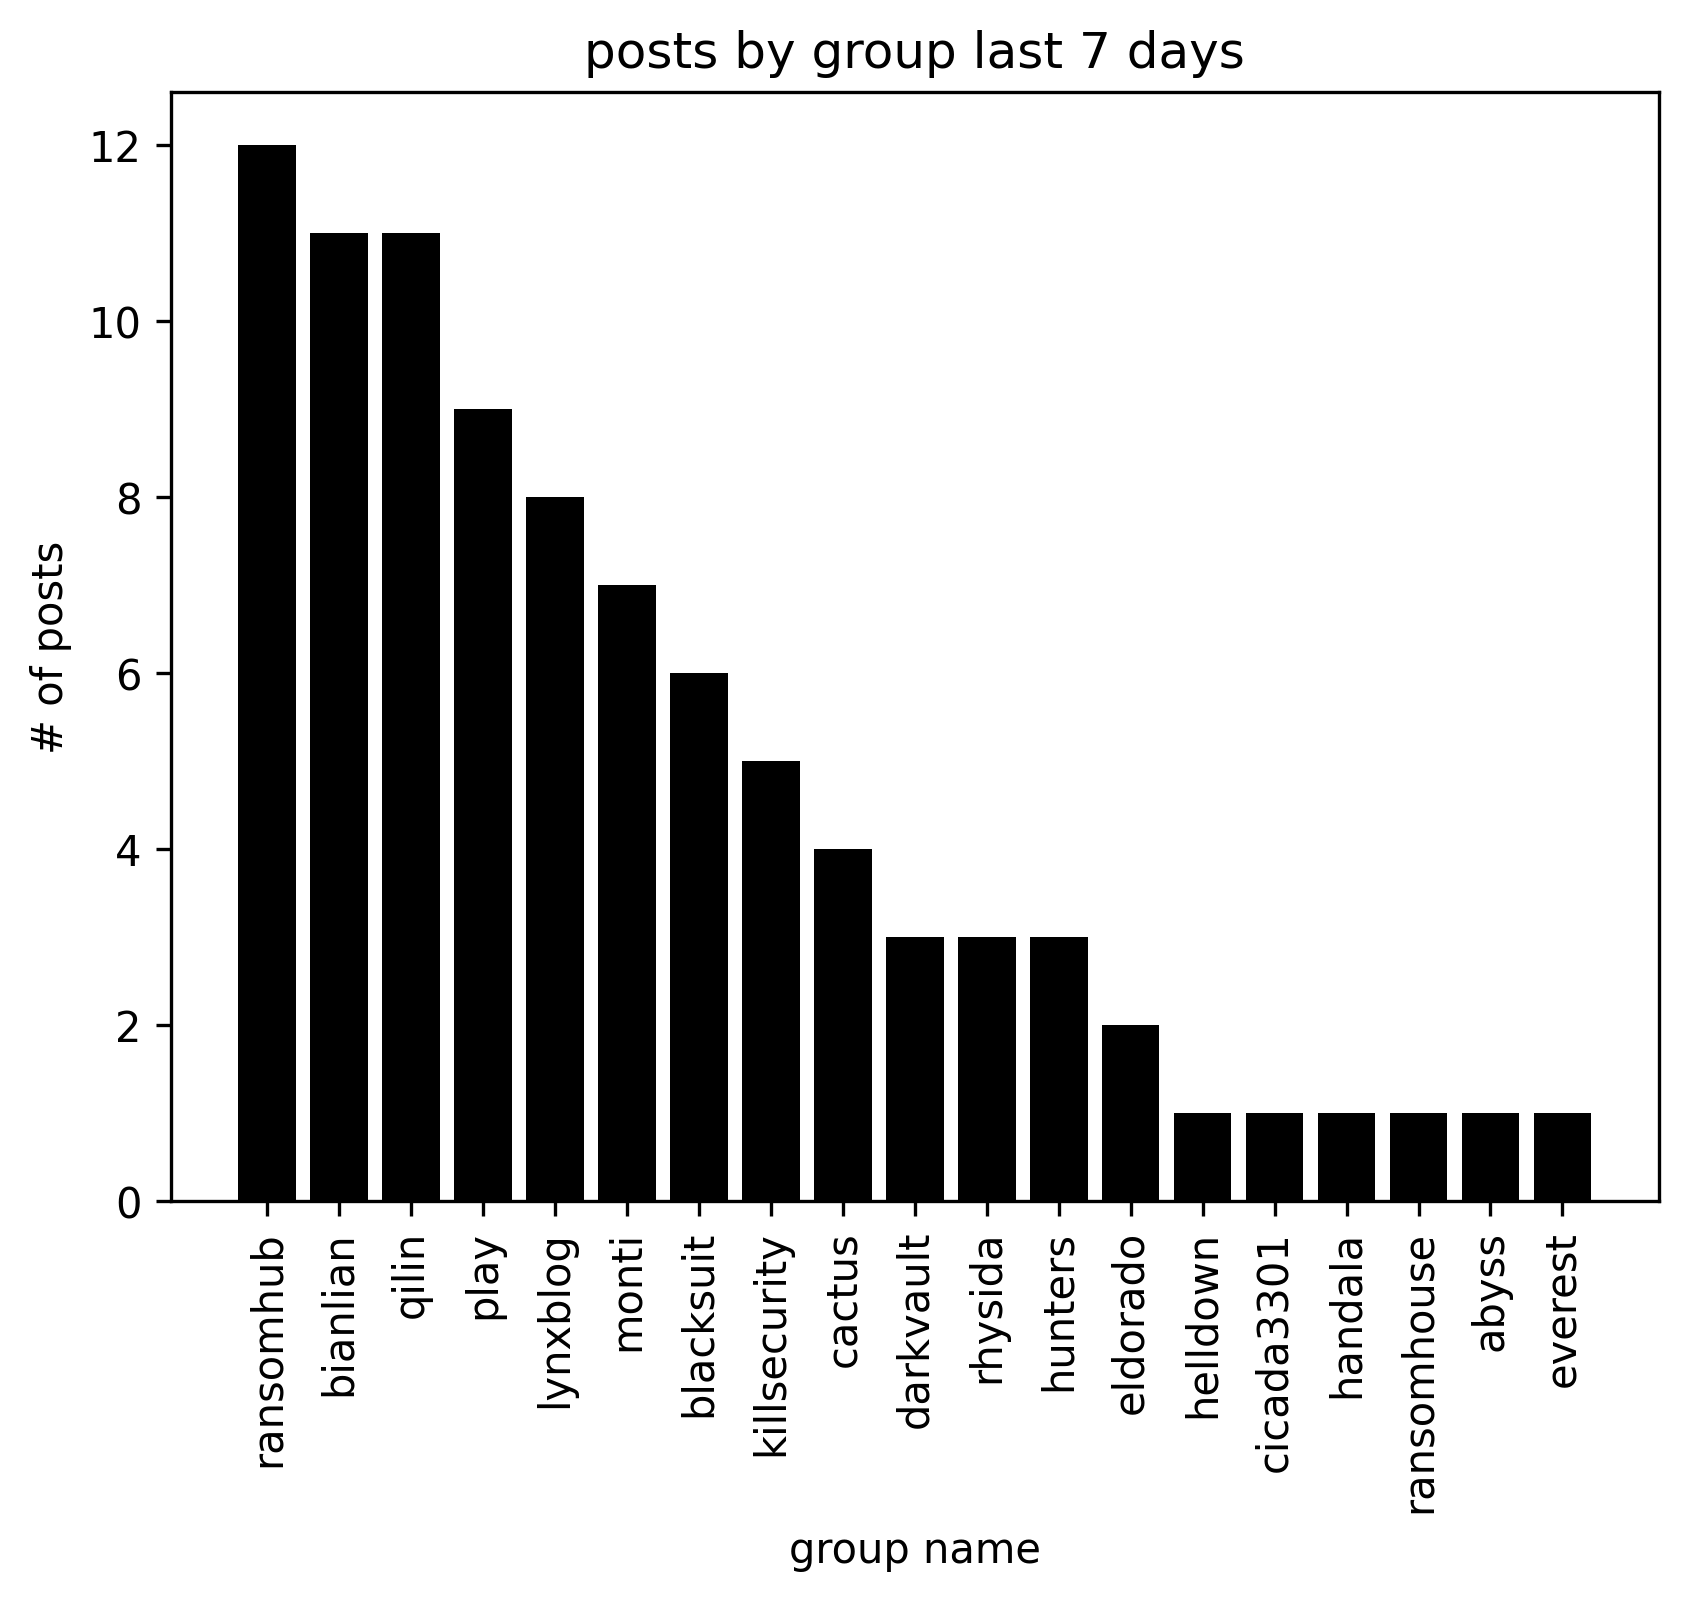 posts by group last 7 days
12
10
8
6
4
2
0
# of posts
ransomhub
bianlian
qilin
play
lynxblog
monti
blacksuit
killsecurity
cactus
darkvault
rhysida
hunters
eldorado
helldown
cicada3301
handala
ransomhouse
abyss
everest
group name